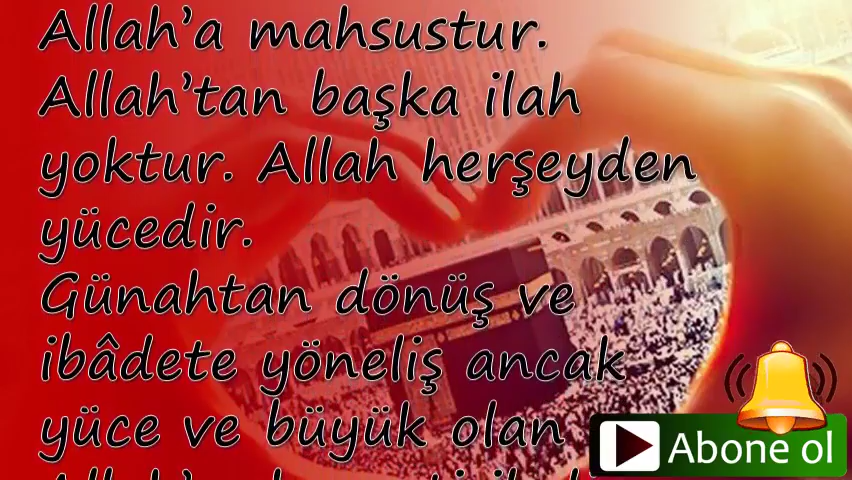 Allah’a mahsustur.
Allah’tan başka ilah
yoktur. Allah herşeyden
yücedir.
Günahtan dönüş ve
ibâdete yöneliş ancak
yüce ve büyük olan
Abone ol